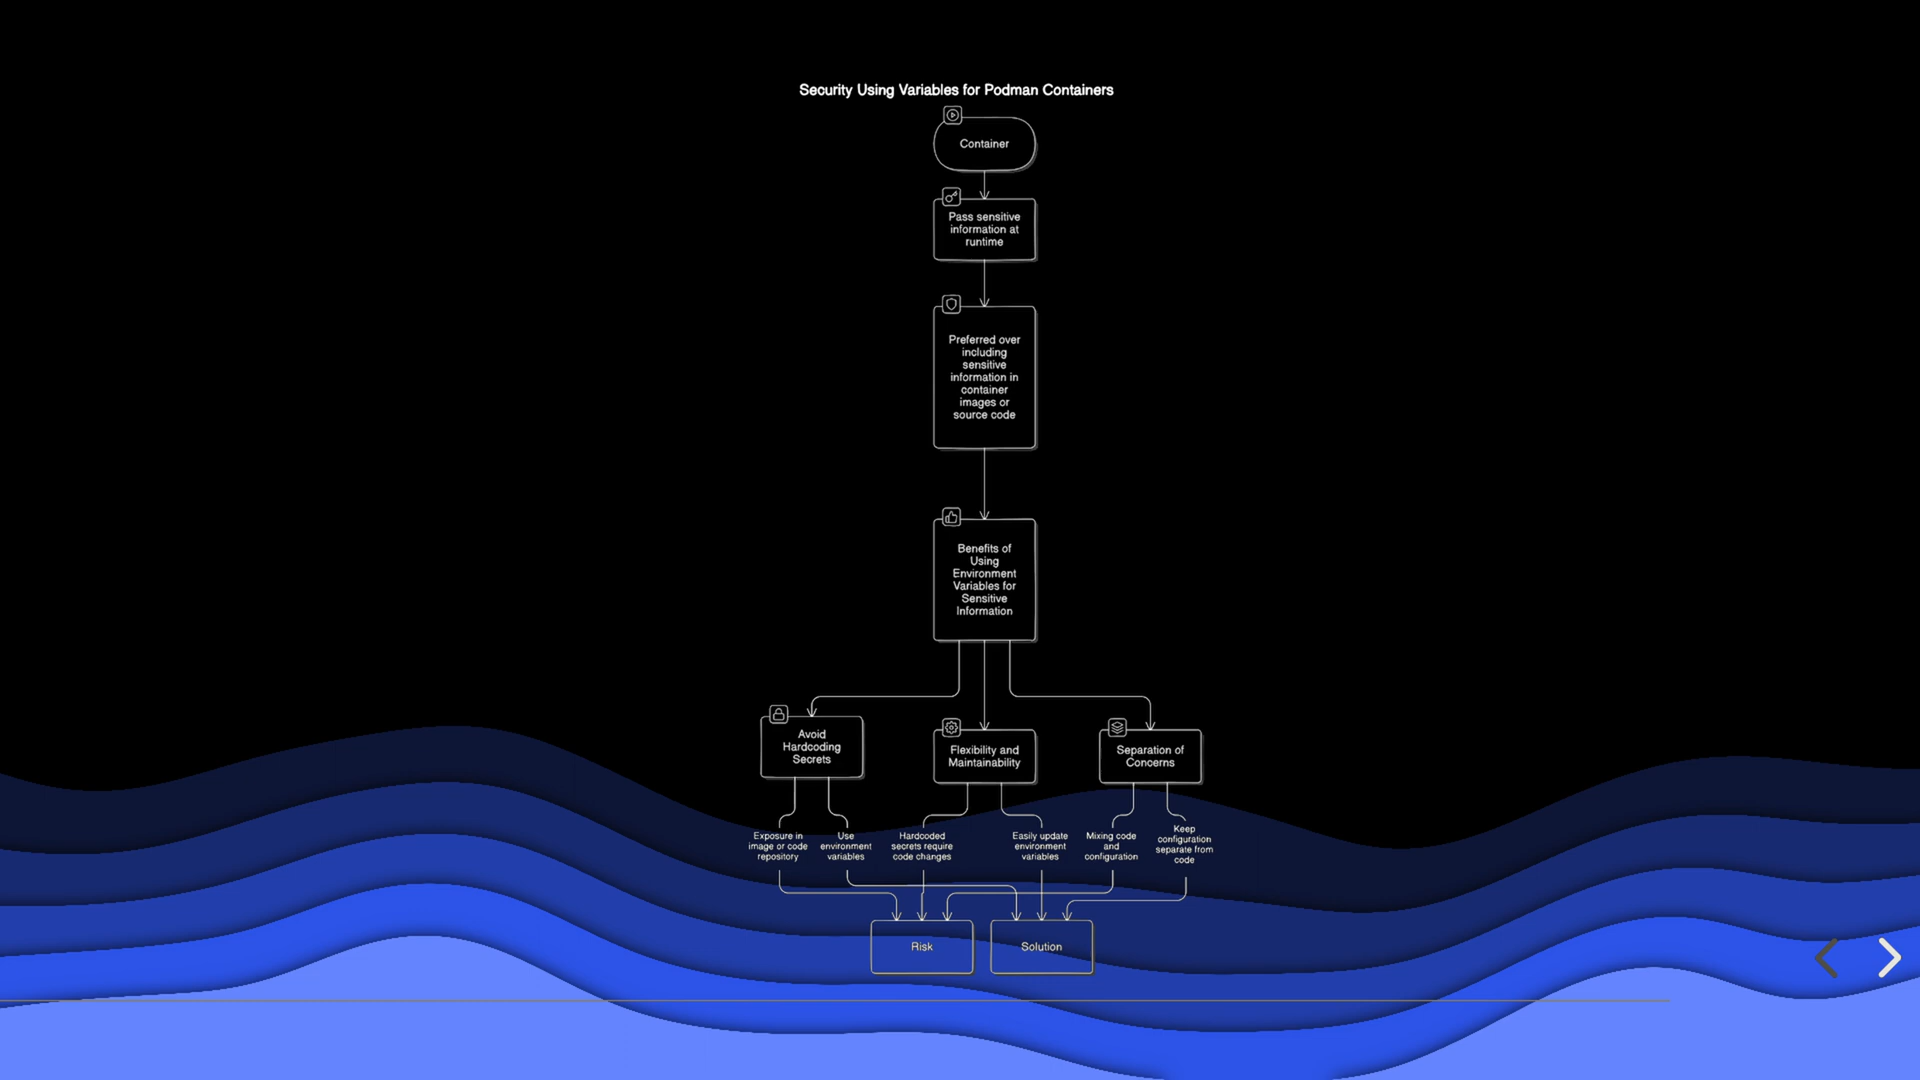 Security Using Variables for Podman Containers
Container
Pass sensitive
information at
runtime
Preferred over
including
sensitive
information in
container
images or
source code
Benefits of
Using
Environment
Variables for
Sensitive
Information
Avoid
Hardcoding
Secrets
Flexibility and
Maintainability
Separation of
Concerns
Exposure in
image or code
repository
Use
environment
variables
Hardcoded
secrets require
code changes
Easily update
environment
variables
Mixing code
and
configuration
Keep
configuration
separate from
code
Risk
Solution